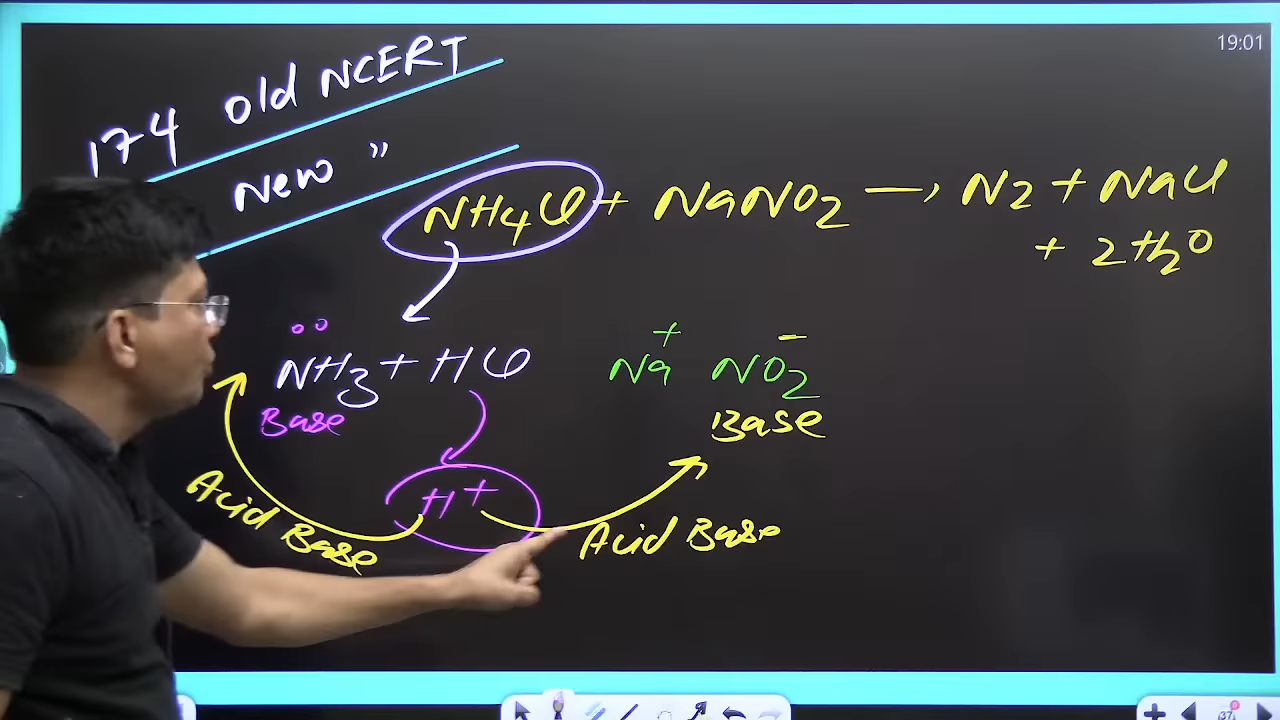 19:01
174 old NCERT
New "
NH4Cl + NaNO2 → N2 + NaCl
+ 2H2O
NH3 + HCl
Na+ NO2−
Base
Base
H+
Acid Base
Acid Base
37